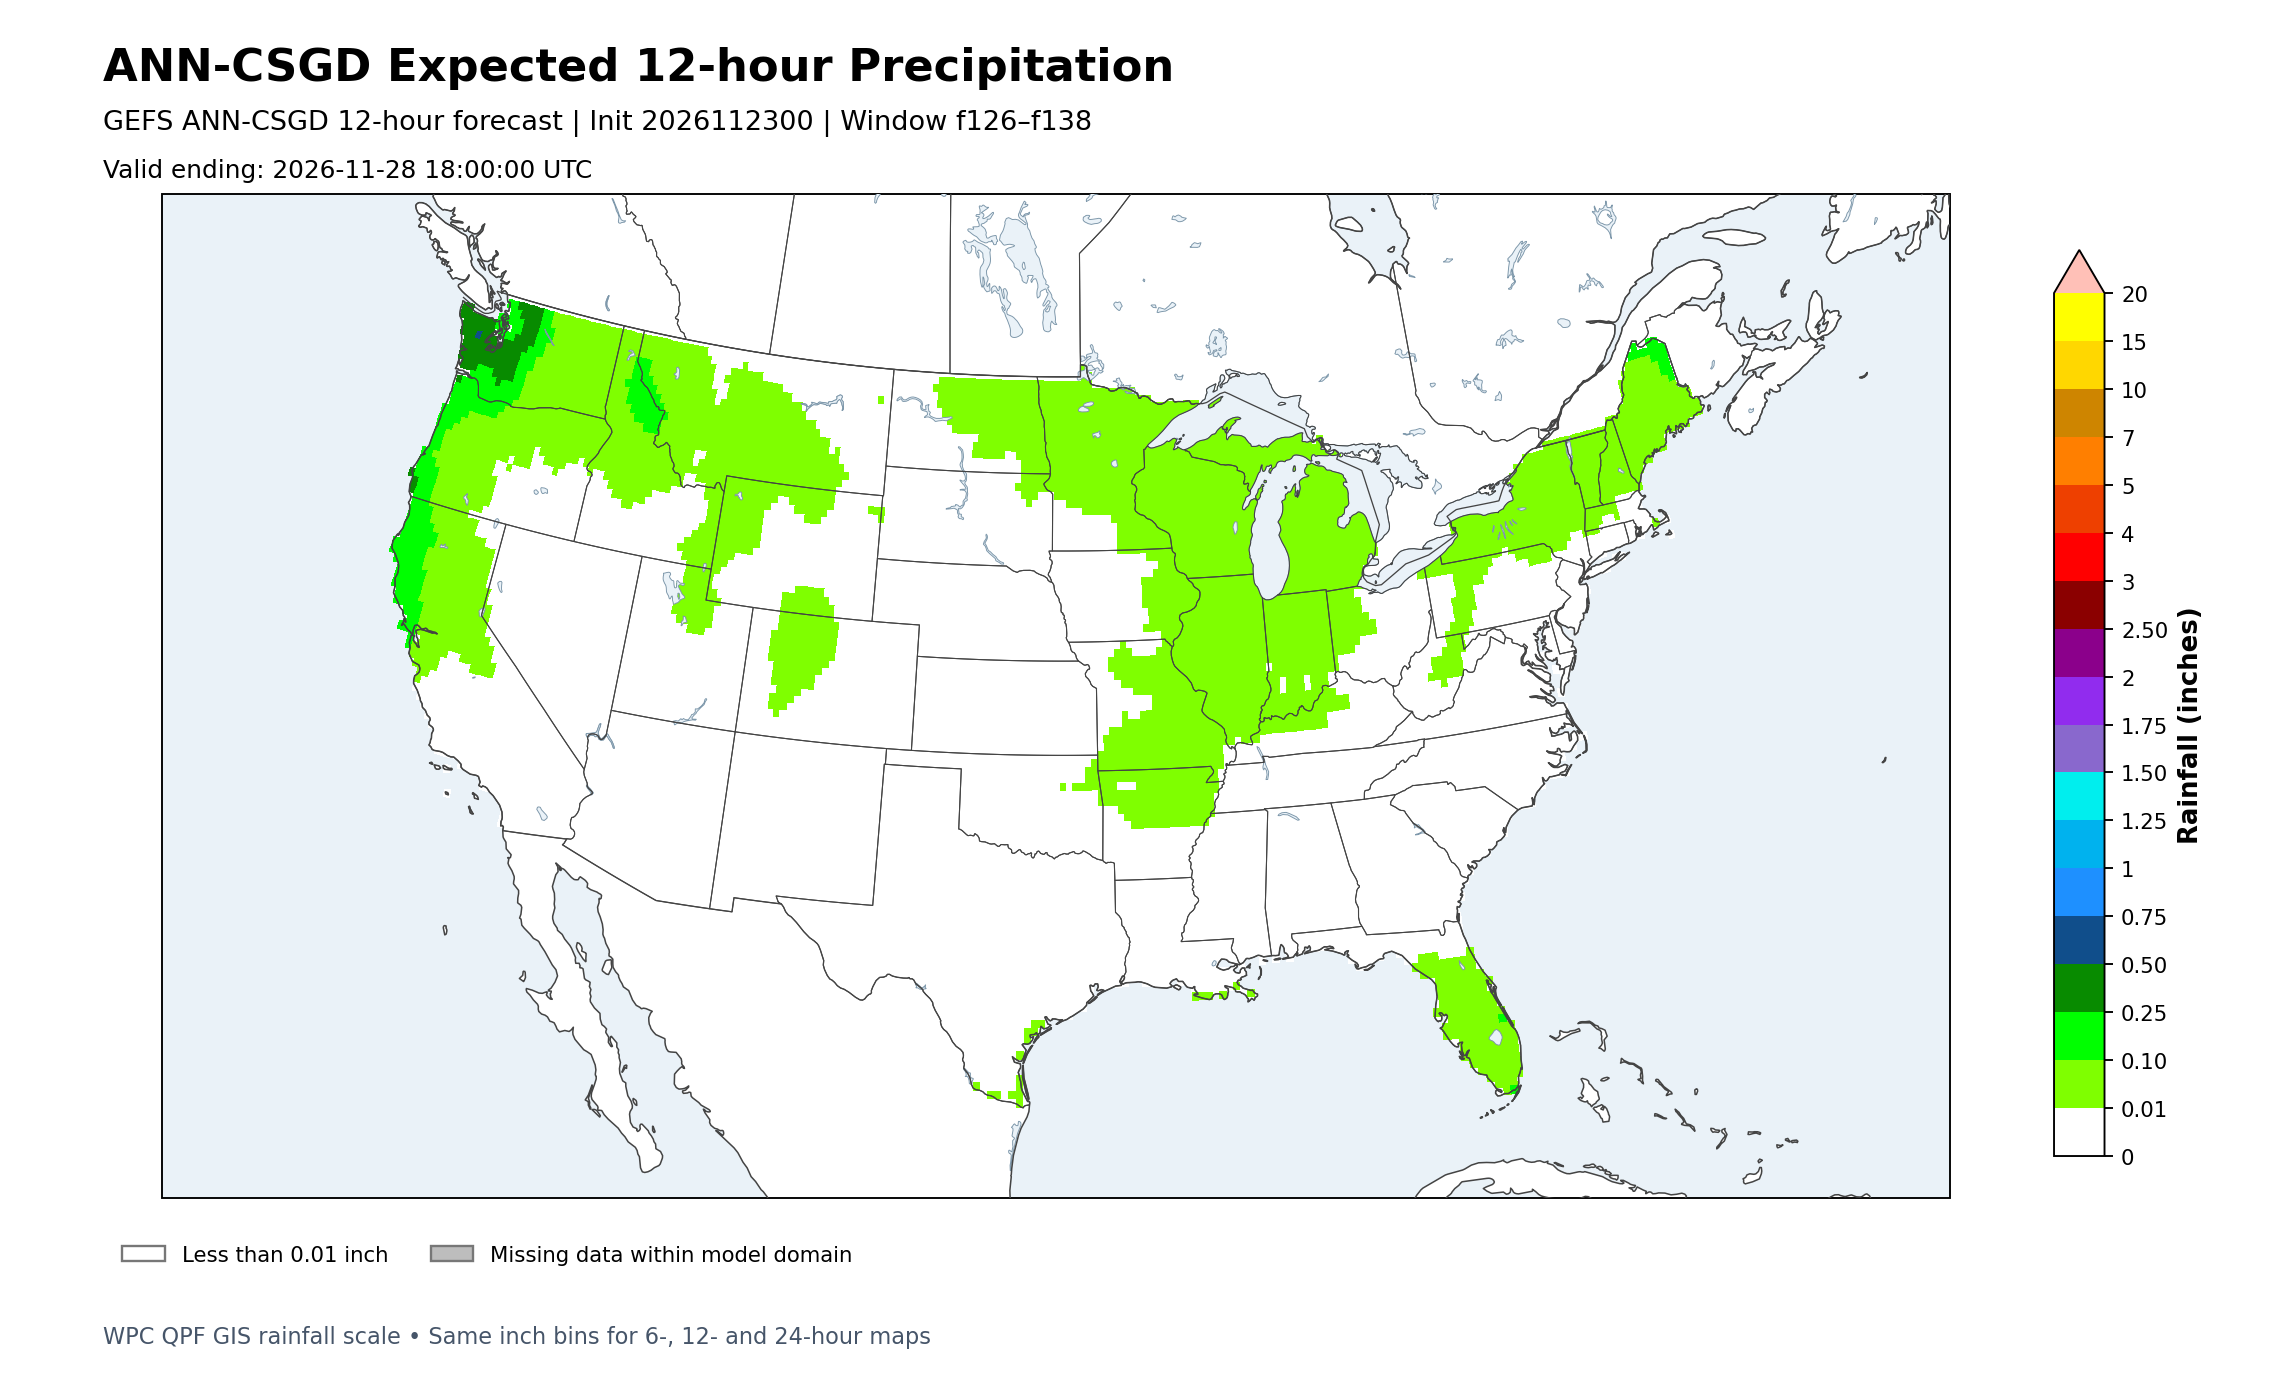 ANN-CSGD Expected 12-hour Precipitation
GEFS ANN-CSGD 12-hour forecast | Init 2026112300 | Window f126–f138
Valid ending: 2026-11-28 18:00:00 UTC
20
15
10
7
5
4
3
2.50
2
1.75
1.50
1.25
1
0.75
0.50
0.25
0.10
0.01
0
Rainfall (inches)
Less than 0.01 inch
Missing data within model domain
WPC QPF GIS rainfall scale • Same inch bins for 6-, 12- and 24-hour maps